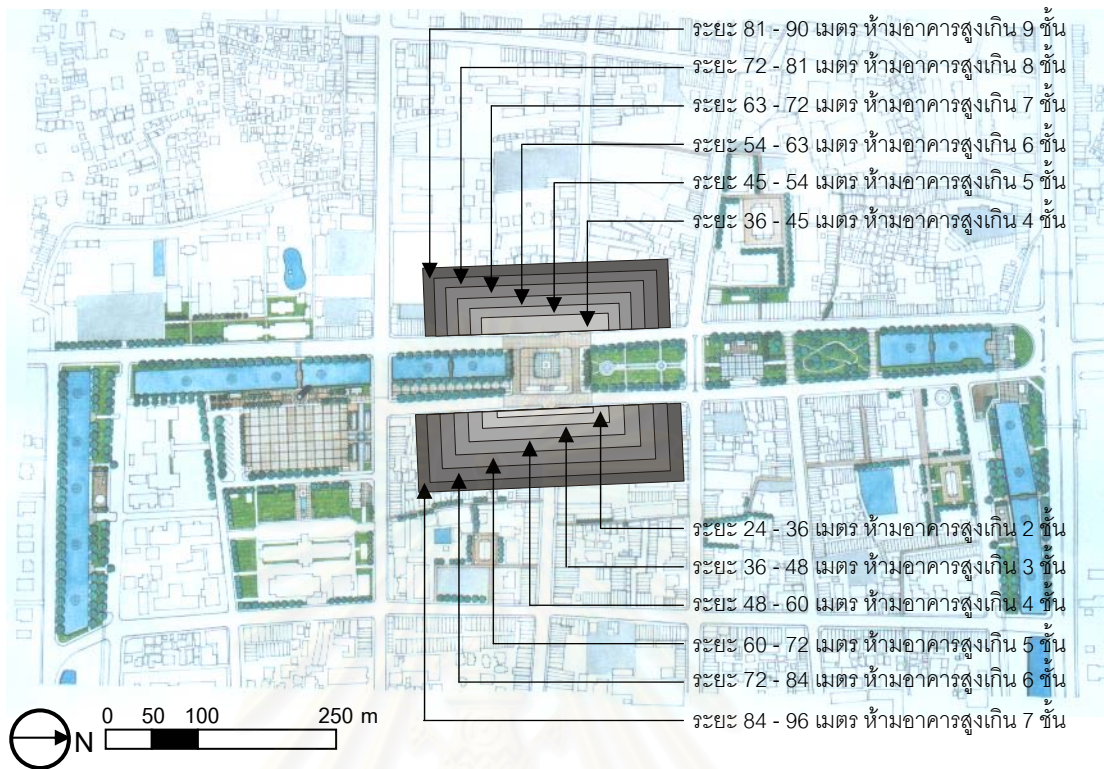 ระยะ 81 - 90 เมตร ห้ามอาคารสูงเกิน 9 ชั้น
ระยะ 72 - 81 เมตร ห้ามอาคารสูงเกิน 8 ชั้น
ระยะ 63 - 72 เมตร ห้ามอาคารสูงเกิน 7 ชั้น
ระยะ 54 - 63 เมตร ห้ามอาคารสูงเกิน 6 ชั้น
ระยะ 45 - 54 เมตร ห้ามอาคารสูงเกิน 5 ชั้น
ระยะ 36 - 45 เมตร ห้ามอาคารสูงเกิน 4 ชั้น
ระยะ 24 - 36 เมตร ห้ามอาคารสูงเกิน 2 ชั้น
ระยะ 36 - 48 เมตร ห้ามอาคารสูงเกิน 3 ชั้น
ระยะ 48 - 60 เมตร ห้ามอาคารสูงเกิน 4 ชั้น
ระยะ 60 - 72 เมตร ห้ามอาคารสูงเกิน 5 ชั้น
ระยะ 72 - 84 เมตร ห้ามอาคารสูงเกิน 6 ชั้น
ระยะ 84 - 96 เมตร ห้ามอาคารสูงเกิน 7 ชั้น
0 50 100 250 m
N